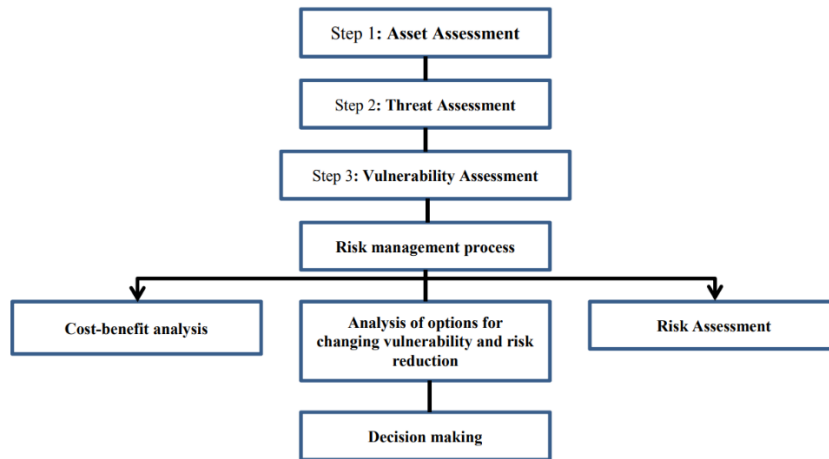 Step 1: Asset Assessment
Step 2: Threat Assessment
Step 3: Vulnerability Assessment
Risk management process
Cost-benefit analysis
Analysis of options for
changing vulnerability and risk
reduction
Risk Assessment
Decision making